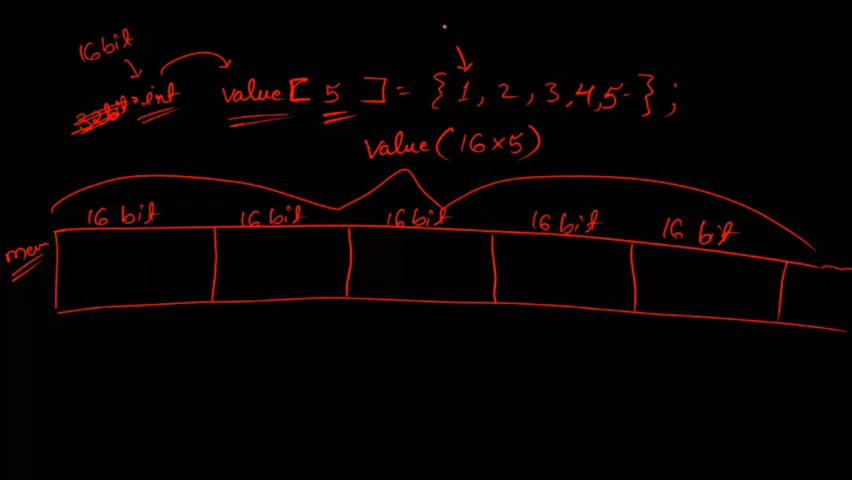 16 bit
32bit int value [ 5 ] = { 1, 2, 3, 4, 5 } ;
value ( 16 × 5 )
16 bit 16 bit 16 bit 16 bit 16 bit
mem